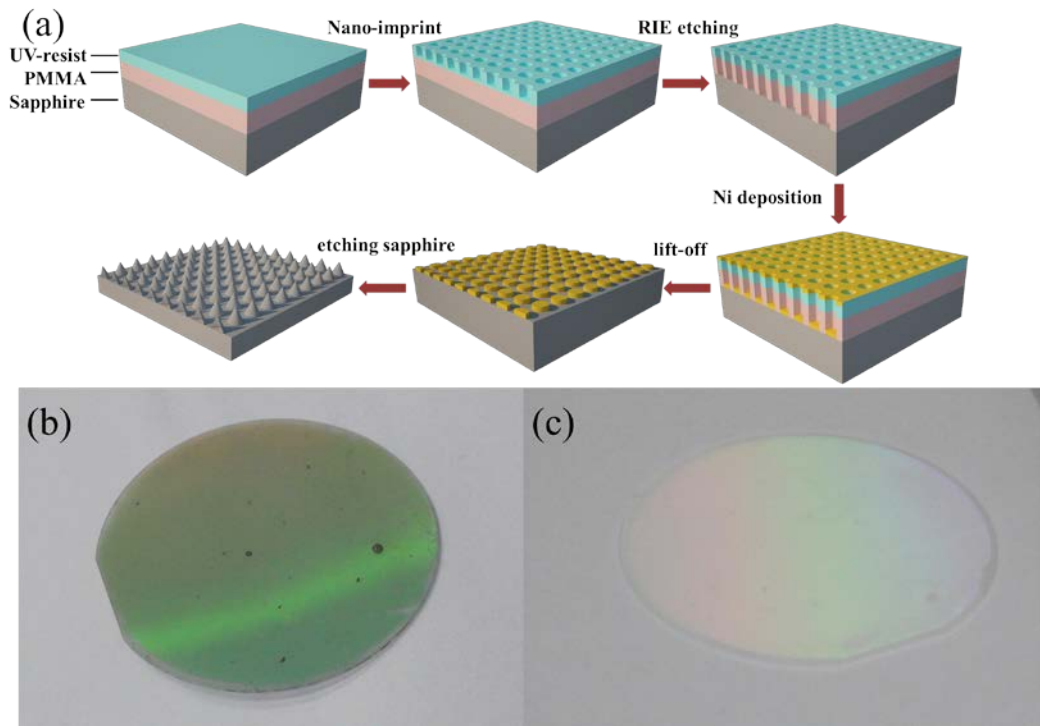 (a)
Nano-imprint
RIE etching
UV-resist
PMMA
Sapphire
Ni deposition
etching sapphire
lift-off
(b)
(c)